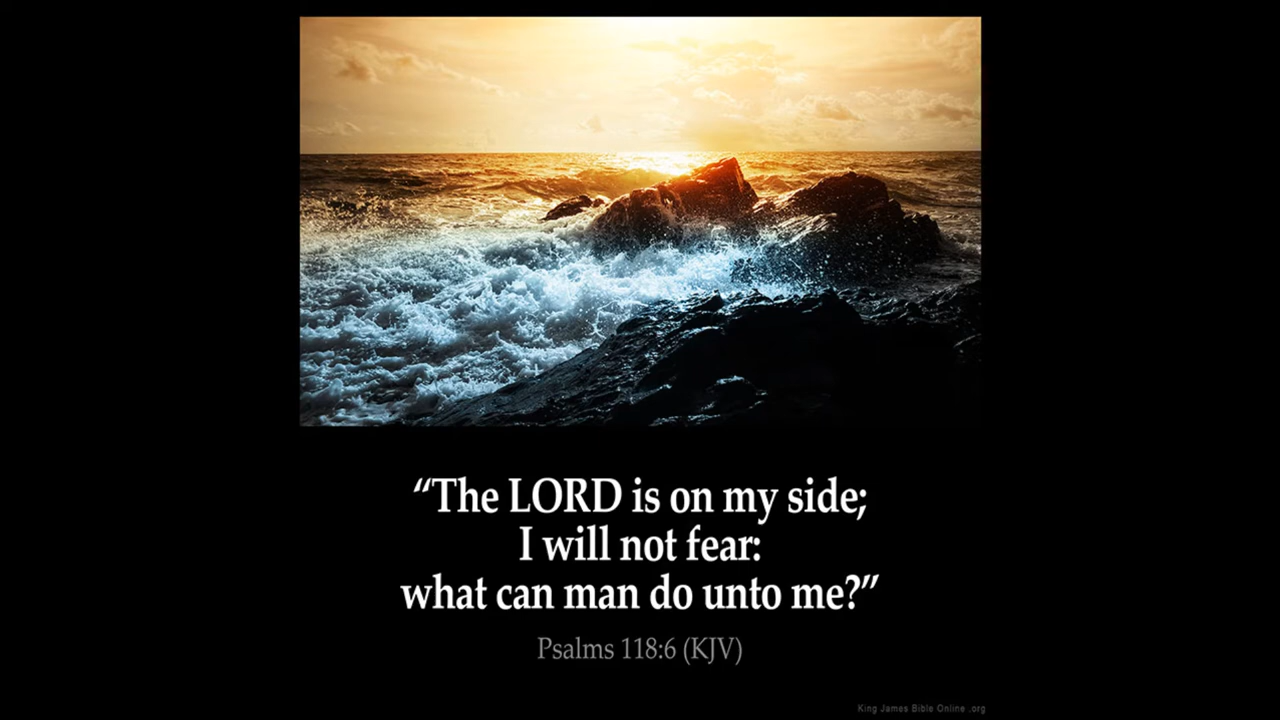 “The LORD is on my side;
I will not fear:
what can man do unto me?”
Psalms 118:6 (KJV)
King James Bible Online .org